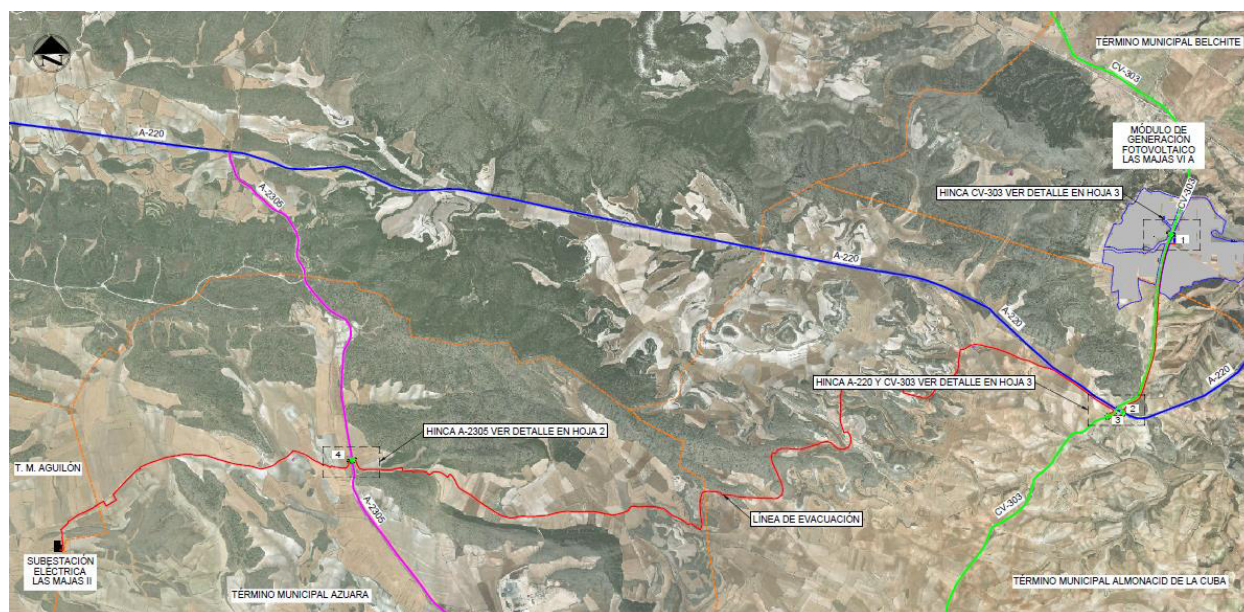 TÉRMINO MUNICIPAL BELCHITE
CV-303
A-220
MÓDULO DE
GENERACIÓN
FOTOVOLTAICO
LAS MAJAS VI A
A-2305
HINCA CV-303 VER DETALLE EN HOJA 3
CV-303
1
A-220
A-220
HINCA A-220 Y CV-303 VER DETALLE EN HOJA 3
A-220
2
3
HINCA A-2305 VER DETALLE EN HOJA 2
4
T. M. AGUILÓN
A-2305
LÍNEA DE EVACUACIÓN
CV-303
SUBESTACIÓN
ELÉCTRICA
LAS MAJAS II
TÉRMINO MUNICIPAL AZUARA
TÉRMINO MUNICIPAL ALMONACID DE LA CUBA